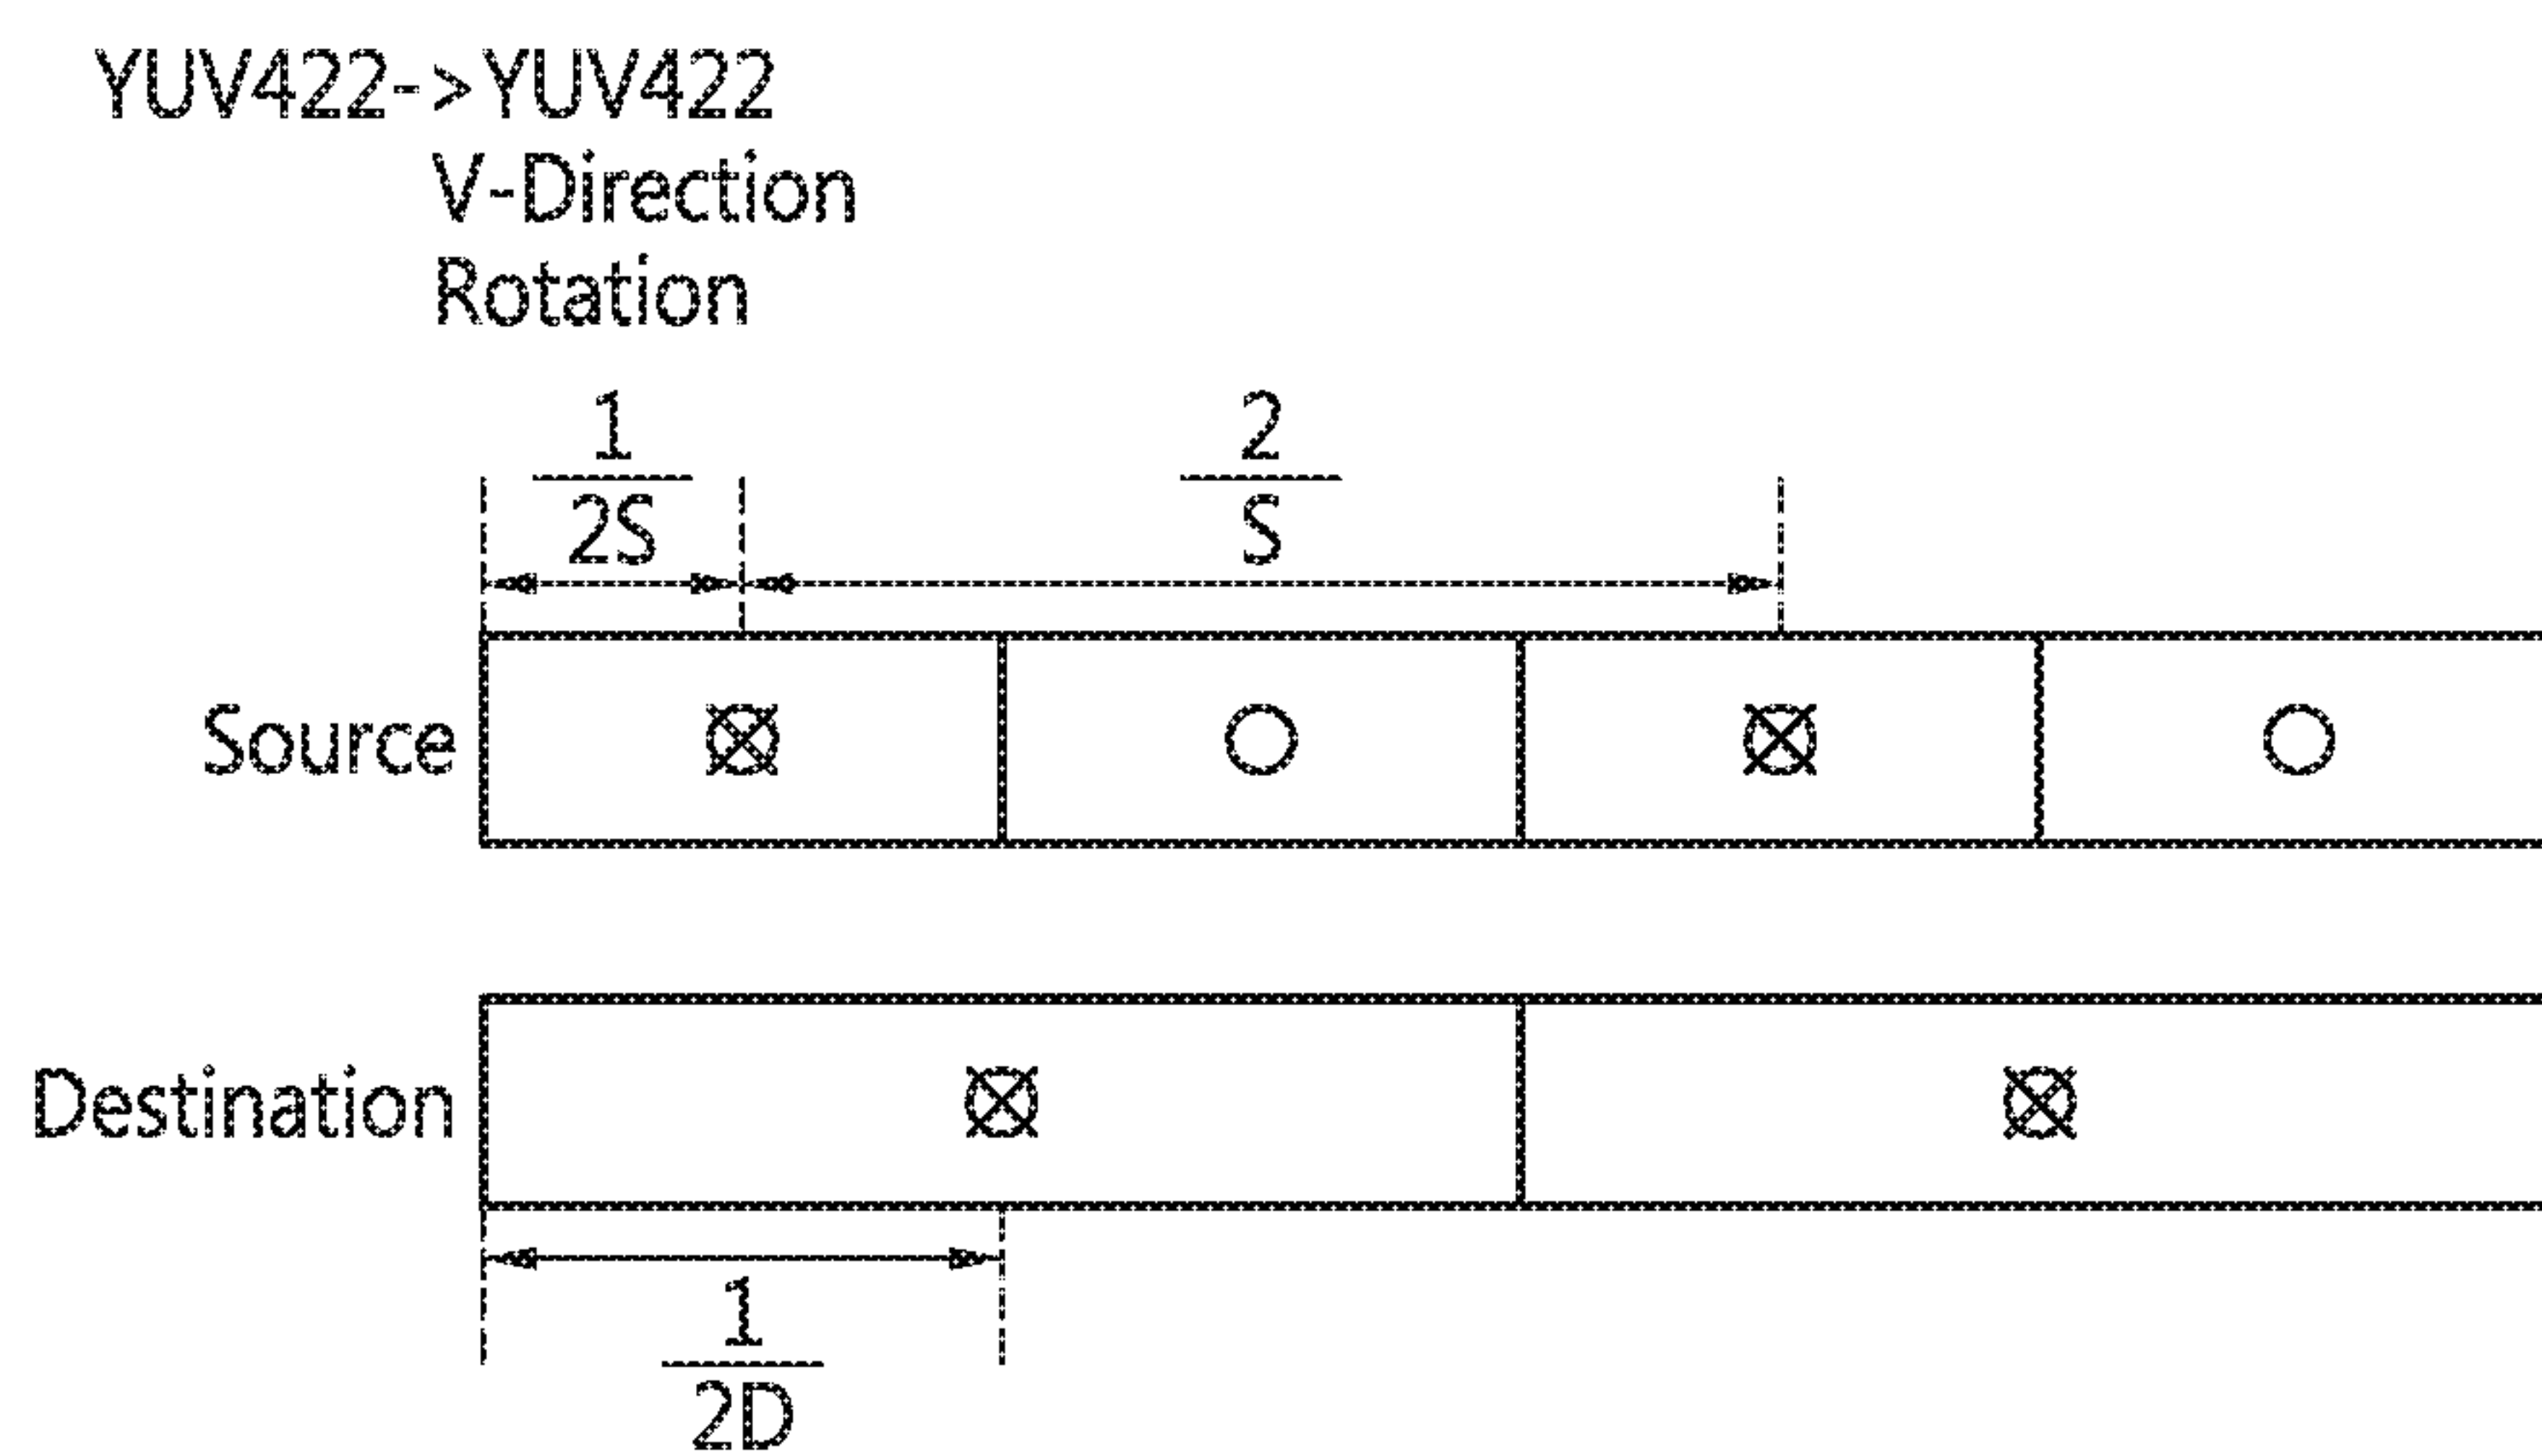 YUV422->YUV422
V-Direction
Rotation
1
2S
2
S
Source
Destination
1
2D